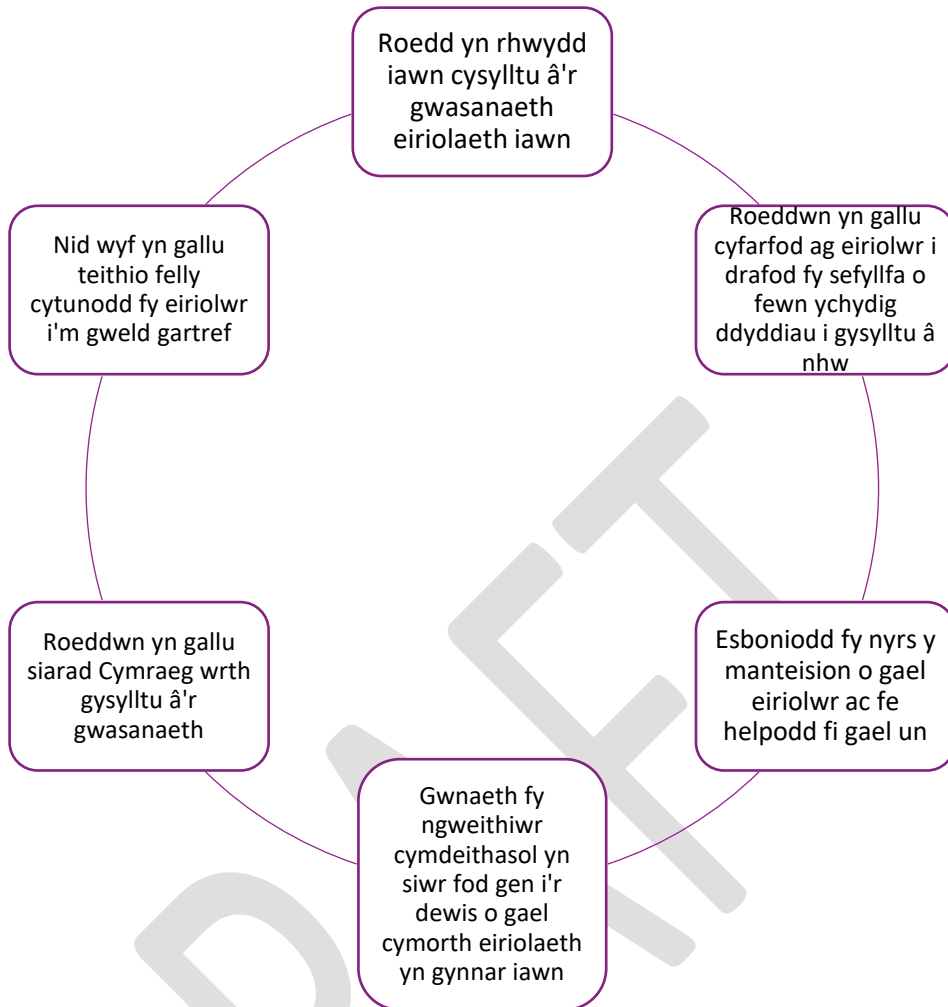 Roedd yn rhwydd
iawn cysylltu â'r
gwasanaeth
eiriolaeth iawn
Roeddwn yn gallu
cyfarfod ag eiriolwr i
drafod fy sefyllfa o
fewn ychydig
ddyddiau i gysylltu â
nhw
Esboniodd fy nyrs y
manteision o gael
eiriolwr ac fe
helpodd fi gael un
Gwnaeth fy
ngweithiwr
cymdeithasol yn
siwr fod gen i'r
dewis o gael
cymorth eiriolaeth
yn gynnar iawn
Roeddwn yn gallu
siarad Cymraeg wrth
gysylltu â'r
gwasanaeth
Nid wyf yn gallu
teithio felly
cytunodd fy eiriolwr
i'm gweld gartref
DRAFT